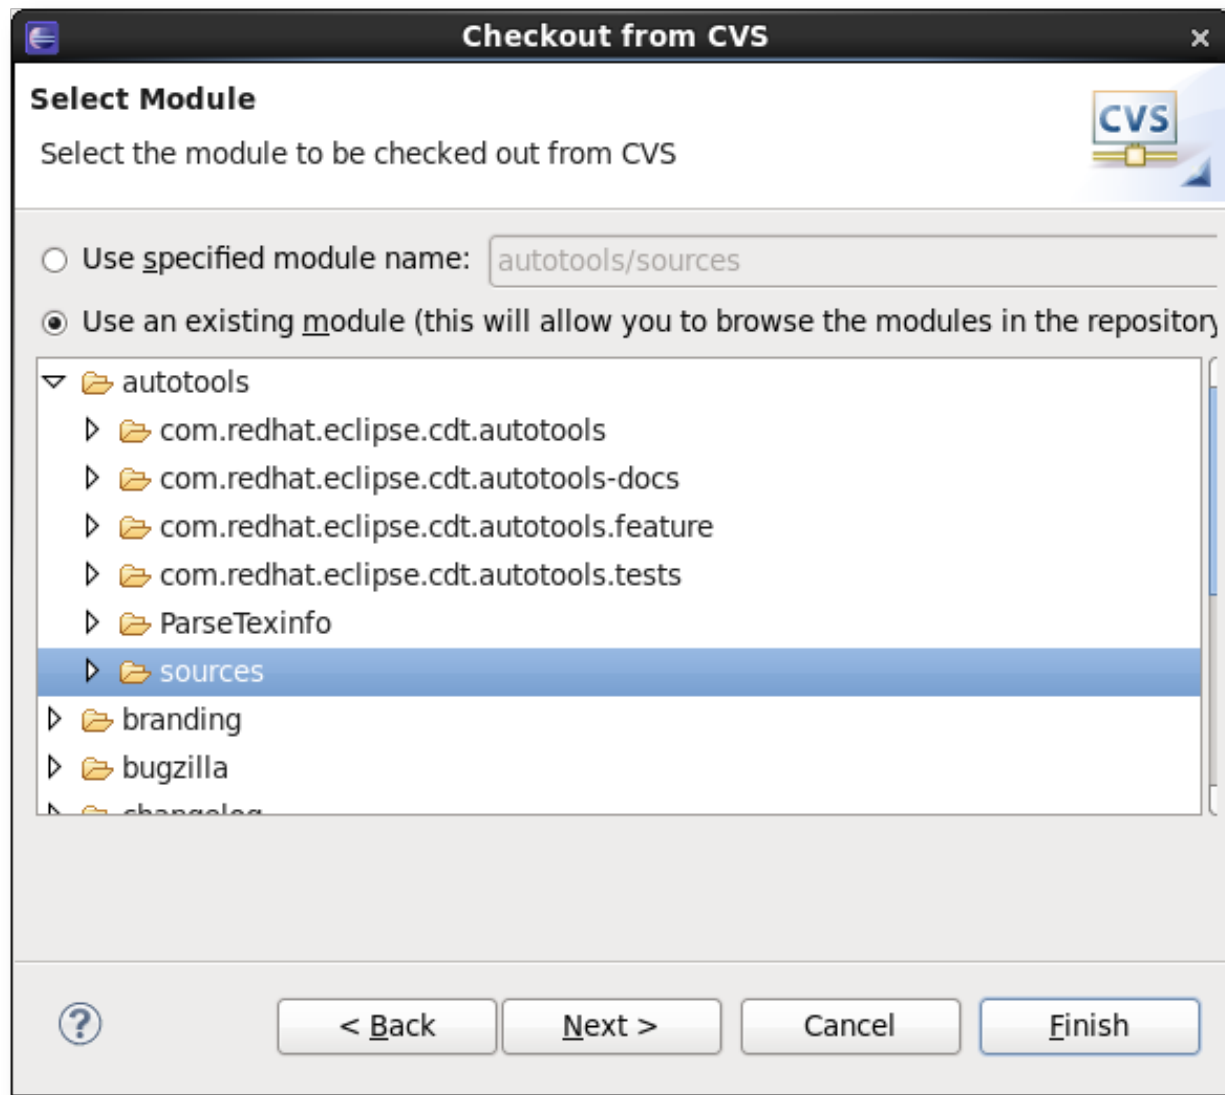 Checkout from CVS
Select Module
Select the module to be checked out from CVS
CVS
Use specified module name: autotools/sources
Use an existing module (this will allow you to browse the modules in the repository
autotools
com.redhat.eclipse.cdt.autotools
com.redhat.eclipse.cdt.autotools-docs
com.redhat.eclipse.cdt.autotools.feature
com.redhat.eclipse.cdt.autotools.tests
ParseTexinfo
sources
branding
bugzilla
changelog
? < Back Next > Cancel Finish